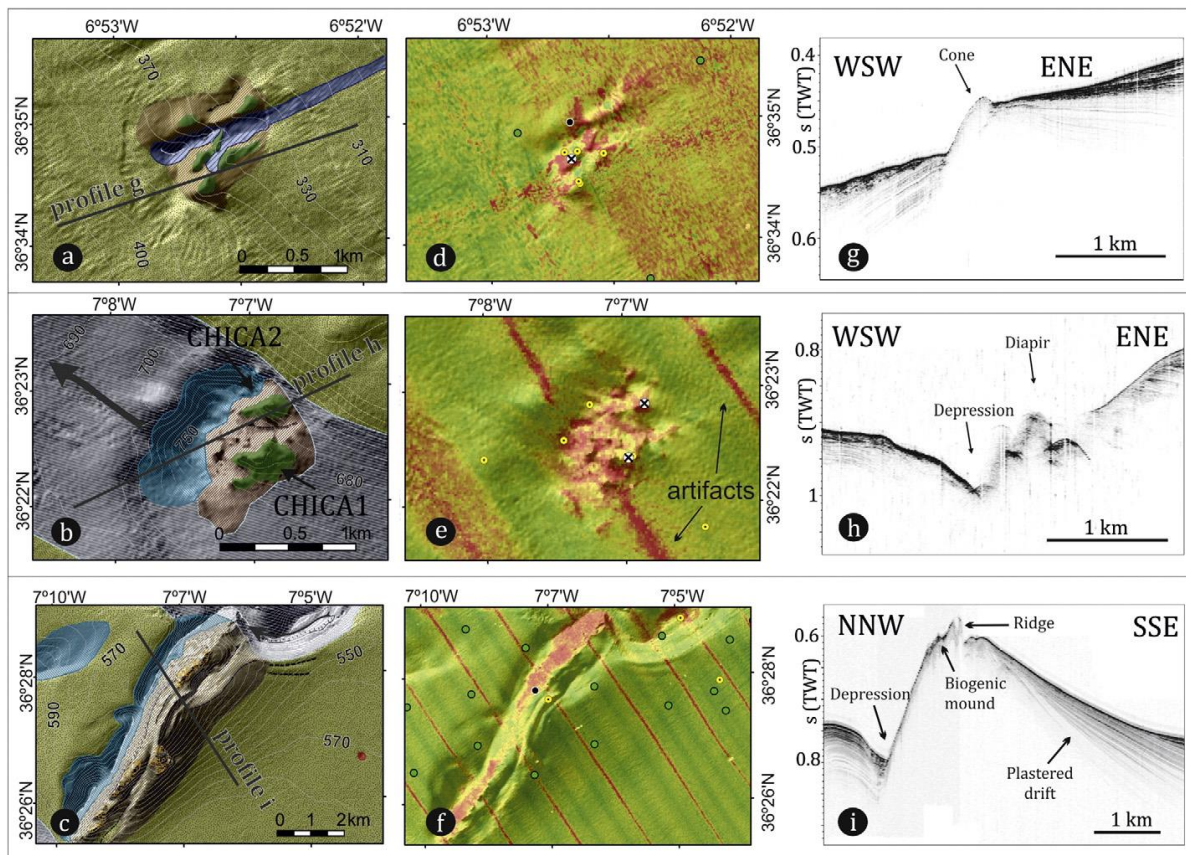 6º53'W 6º52'W
36º35'N
36º34'N
370
310
330
400
profile g
0 0.5 1km
a
6º53'W 6º52'W
36º35'N
36º34'N
d
0.4
0.5
0.6
s (TWT)
WSW
Cone
ENE
1 km
g
7º8'W 7º7'W
36º23'N
36º22'N
690
700
CHICA2
profile h
750
680
CHICA1
0 0.5 1km
b
7º8'W 7º7'W
36º23'N
36º22'N
artifacts
e
0.8
1
s (TWT)
WSW
Diapir
ENE
Depression
1 km
h
7º10'W 7º7'W 7º5'W
36º28'N
36º26'N
570
550
590
570
profile i
0 1 2km
c
7º10'W 7º7'W 7º5'W
36º28'N
36º26'N
f
0.6
0.8
s (TWT)
NNW
Ridge
SSE
Depression
Biogenic
mound
Plastered
drift
1 km
i